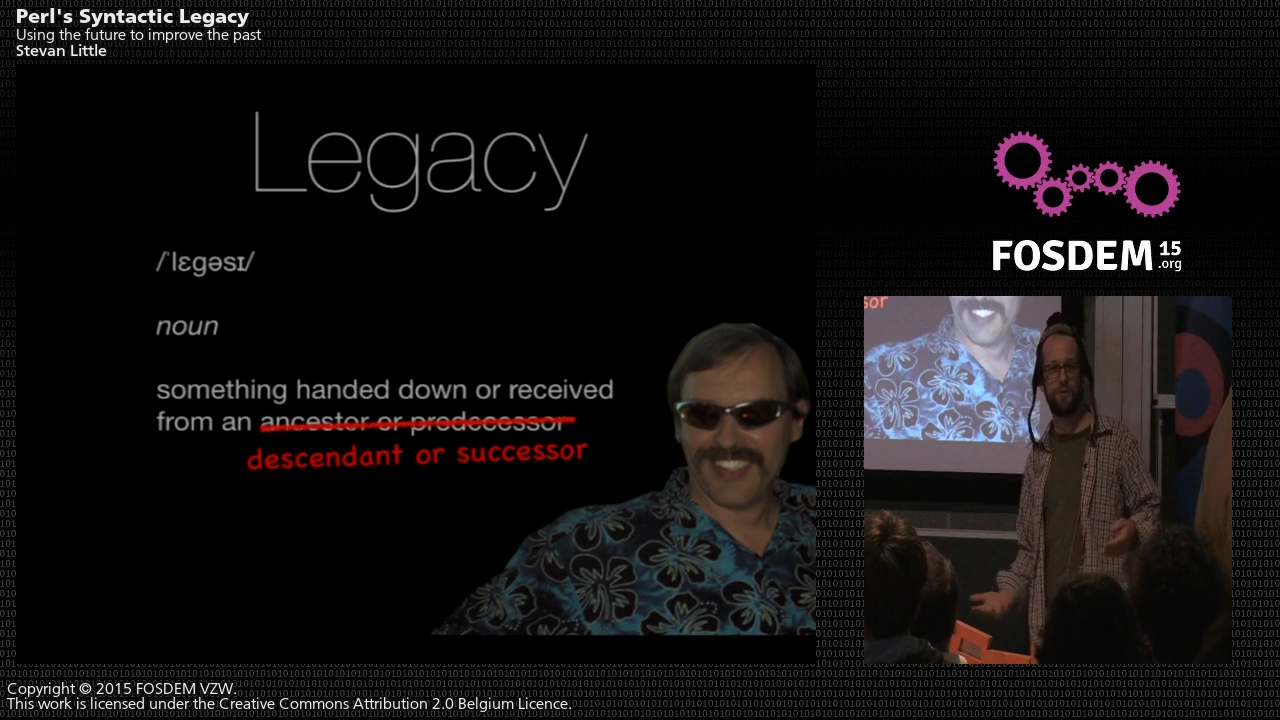 Perl's Syntactic Legacy
Using the future to improve the past
Stevan Little
Legacy
/ˈlɛgəsɪ/
noun
something handed down or received
from an ancestor or predecessor
descendant or successor
FOSDEM 15
.org
sor
Copyright © 2015 FOSDEM VZW.
This work is licensed under the Creative Commons Attribution 2.0 Belgium Licence.